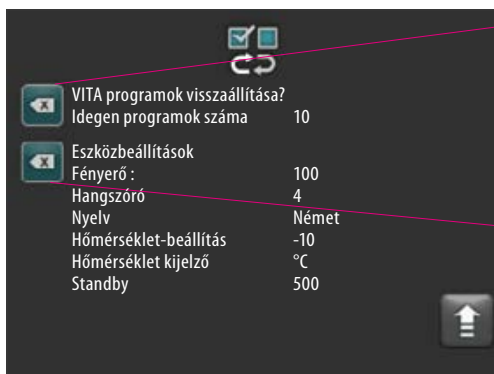 VITA programok visszaállítása?
Idegen programok száma 10
Eszközbeállítások
Fényerő : 100
Hangszóró 4
Nyelv Német
Hőmérséklet-beállítás -10
Hőmérséklet kijelző °C
Standby 500